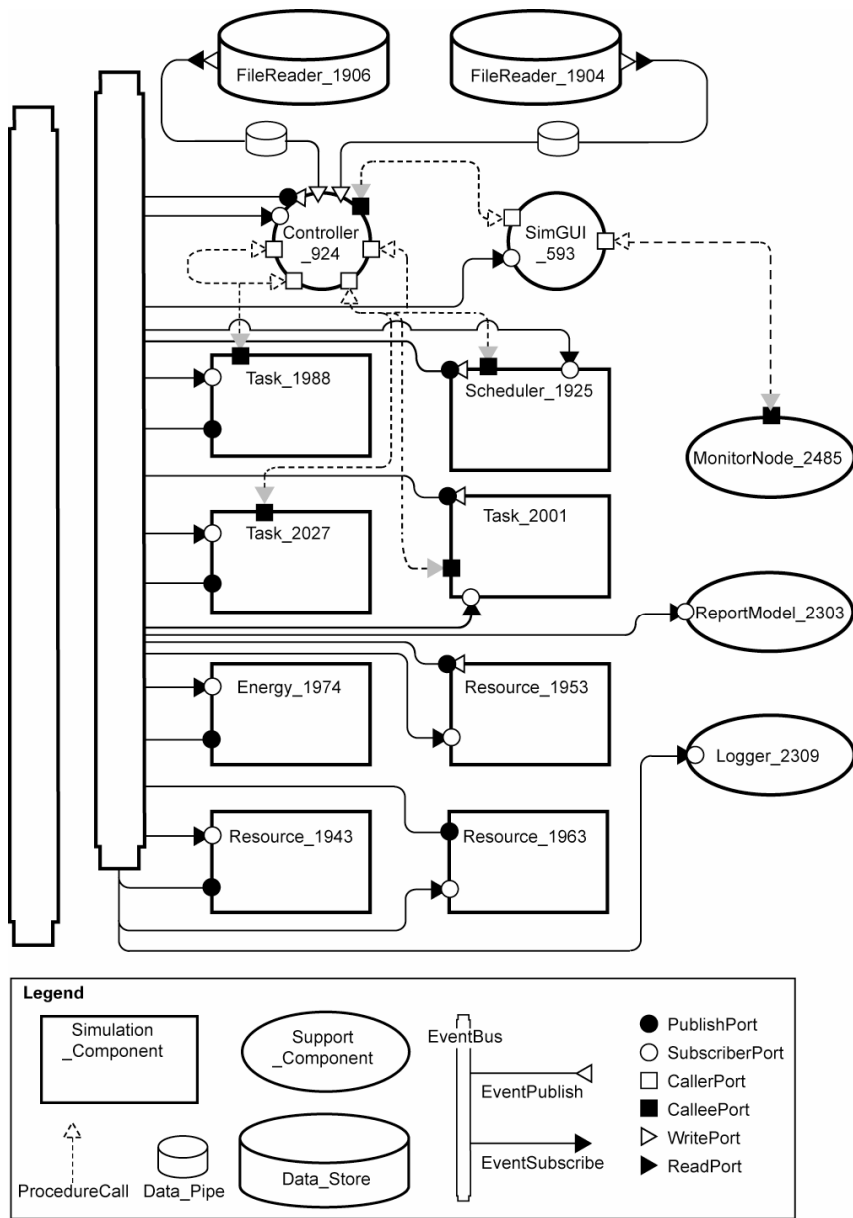 FileReader_1906
FileReader_1904
Controller
_924
SimGUI
_593
Task_1988
Scheduler_1925
MonitorNode_2485
Task_2027
Task_2001
ReportModel_2303
Energy_1974
Resource_1953
Logger_2309
Resource_1943
Resource_1963
Legend
Simulation
_Component
Support
_Component
EventBus
EventPublish
EventSubscribe
ProcedureCall
Data_Pipe
Data_Store
PublishPort
SubscriberPort
CallerPort
CalleePort
WritePort
ReadPort